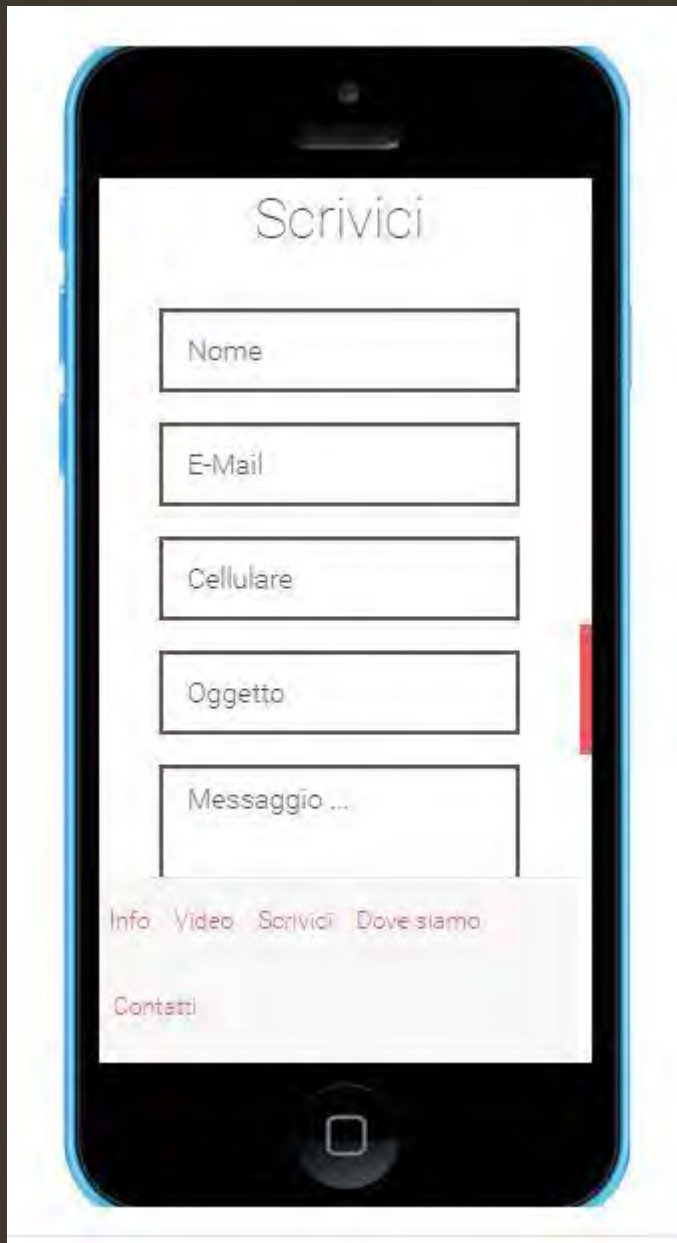 Scrivici
Nome
E-Mail
Cellulare
Oggetto
Messaggio ...
Info Video Scrivici Dove siamo
Contatti